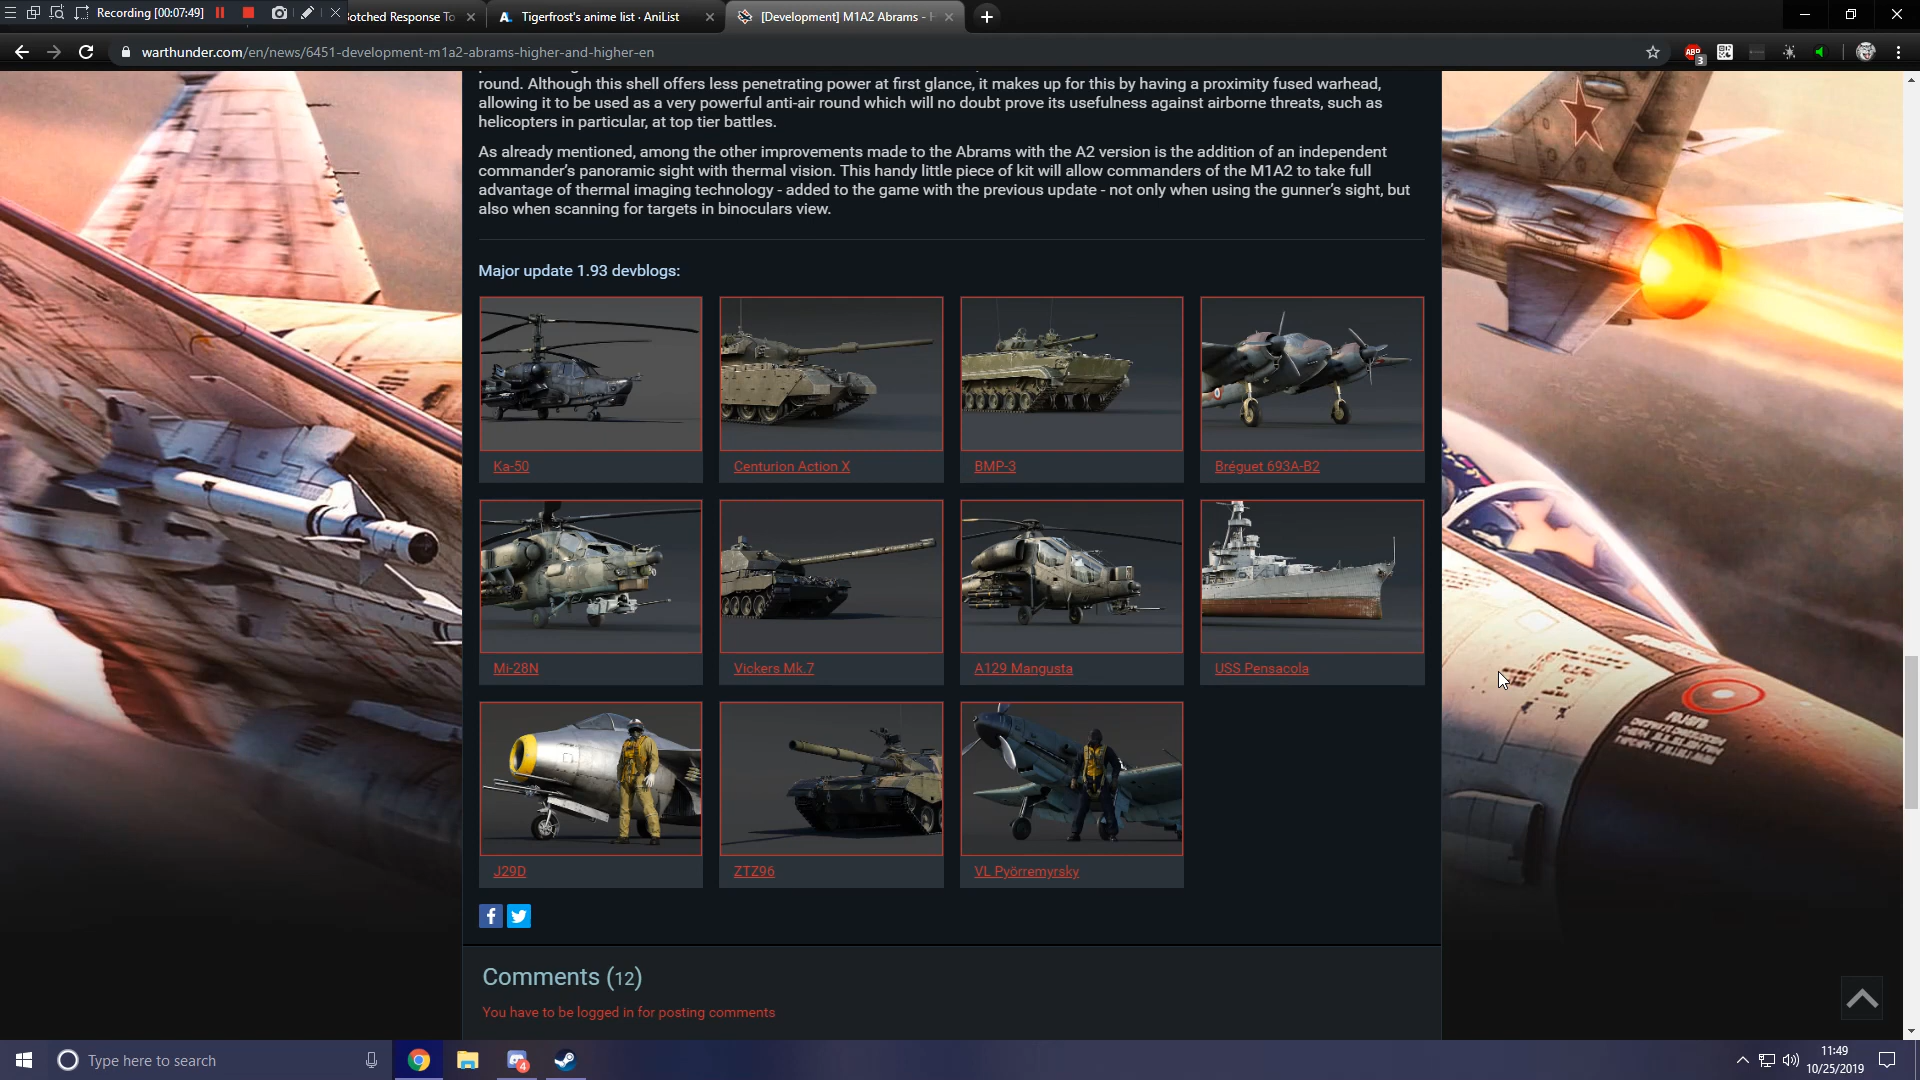 Recording [00:07:49]
otched Response To
Tigerfrost's anime list · AniList
[Development] M1A2 Abrams -
warthunder.com/en/news/6451-development-m1a2-abrams-higher-and-higher-en
ABP
3
round. Although this shell offers less penetrating power at first glance, it makes up for this by having a proximity fused warhead,
allowing it to be used as a very powerful anti-air round which will no doubt prove its usefulness against airborne threats, such as
helicopters in particular, at top tier battles.
As already mentioned, among the other improvements made to the Abrams with the A2 version is the addition of an independent
commander's panoramic sight with thermal vision. This handy little piece of kit will allow commanders of the M1A2 to take full
advantage of thermal imaging technology - added to the game with the previous update - not only when using the gunner's sight, but
also when scanning for targets in binoculars view.
Major update 1.93 devblogs:
Ka-50
Centurion Action X
BMP-3
Bréguet 693A-B2
Mi-28N
Vickers Mk.7
A129 Mangusta
USS Pensacola
J29D
ZTZ96
VL Pyörremyrsky
Comments (12)
You have to be logged in for posting comments
Type here to search
4
11:49
10/25/2019